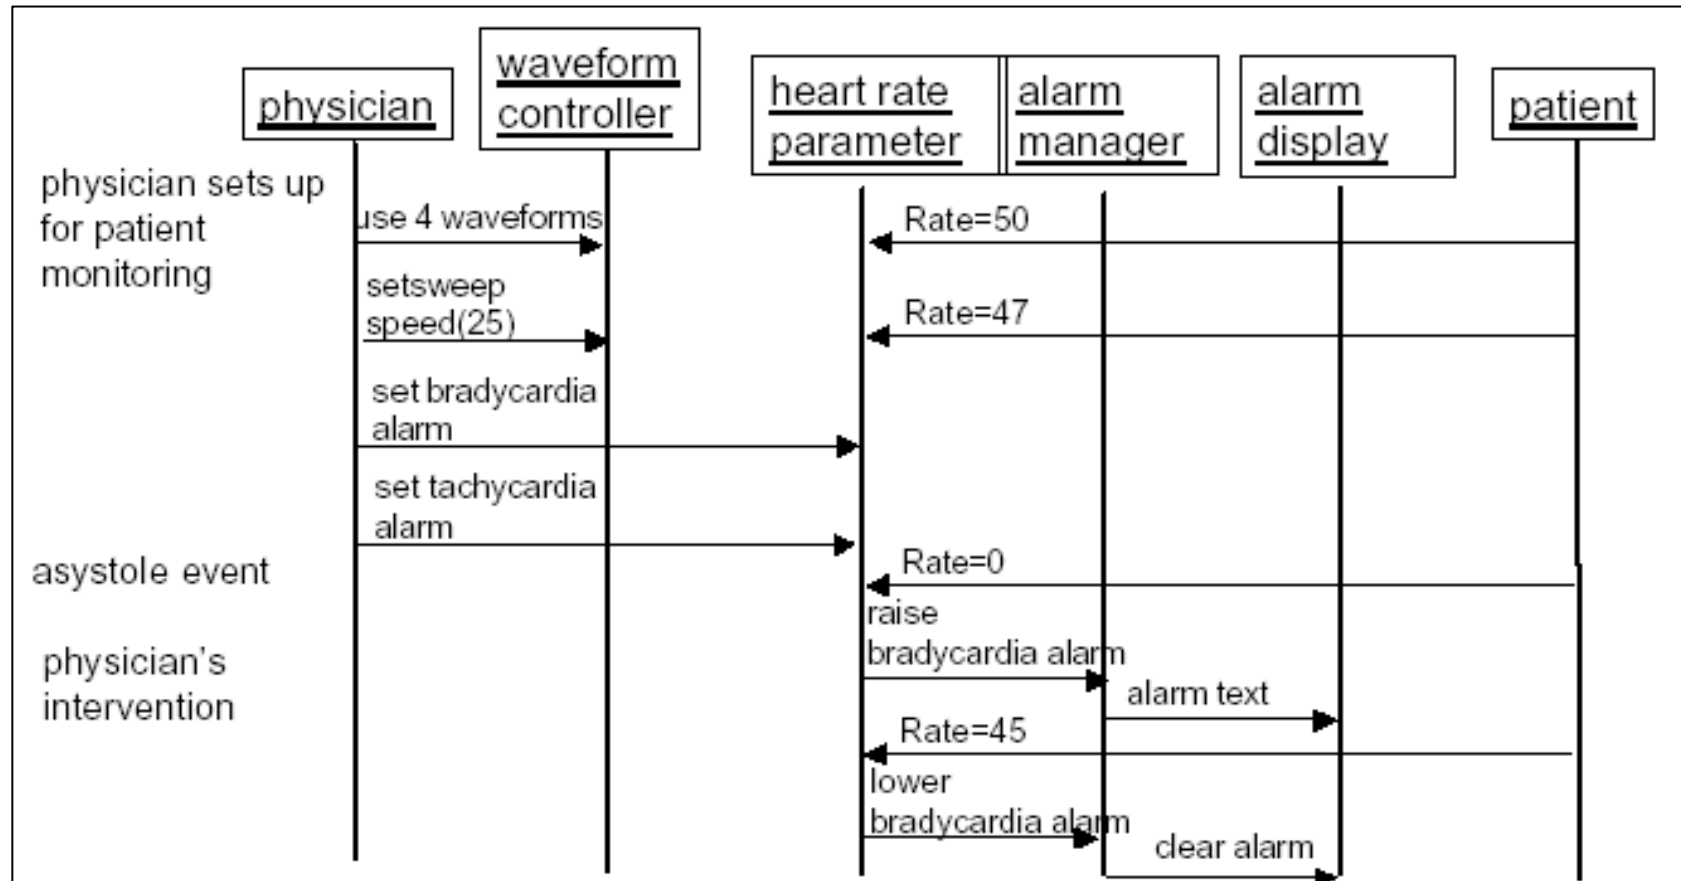 physician
waveform
controller
heart rate
parameter
alarm
manager
alarm
display
patient
physician sets up
for patient
monitoring
use 4 waveforms
Rate=50
setsweep
speed(25)
Rate=47
set bradycardia
alarm
set tachycardia
alarm
asystole event
Rate=0
raise
bradycardia alarm
physician's
intervention
alarm text
Rate=45
lower
bradycardia alarm
clear alarm